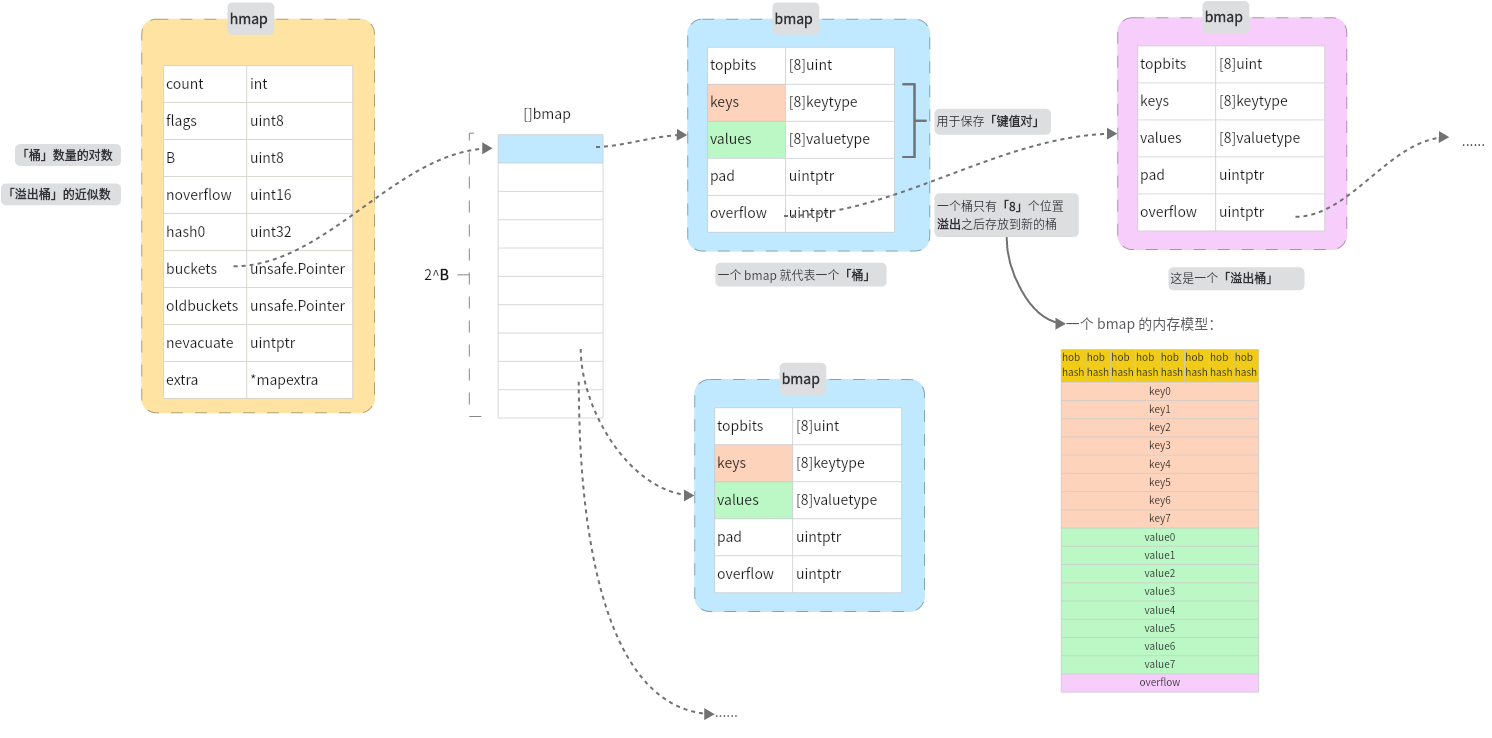 hmap
count int
flags uint8
「桶」数量的对数
B uint8
「溢出桶」的近似数
noverflow uint16
hash0 uint32
buckets unsafe.Pointer
oldbuckets unsafe.Pointer
nevacuate uintptr
extra *mapextra
[]bmap
2^B
bmap
topbits [8]uint
keys [8]keytype
values [8]valuetype
pad uintptr
overflow uintptr
用于保存「键值对」
一个桶只有「8」个位置
溢出之后存放到新的桶
一个 bmap 就代表一个「桶」
bmap
topbits [8]uint
keys [8]keytype
values [8]valuetype
pad uintptr
overflow uintptr
......
这是一个「溢出桶」
bmap
topbits [8]uint
keys [8]keytype
values [8]valuetype
pad uintptr
overflow uintptr
......
一个 bmap 的内存模型：
hob hob hob hob hob hob hob hob
hash hash hash hash hash hash hash hash
key0
key1
key2
key3
key4
key5
key6
key7
value0
value1
value2
value3
value4
value5
value6
value7
overflow